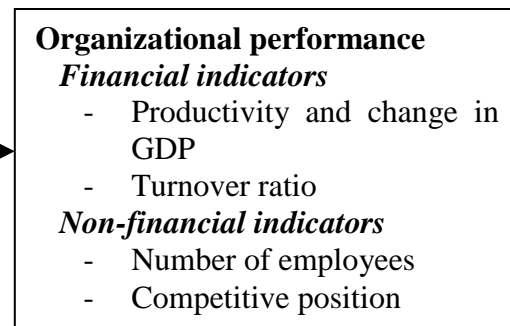 Organizational performance
Financial indicators
- Productivity and change in
GDP
- Turnover ratio
Non-financial indicators
- Number of employees
- Competitive position